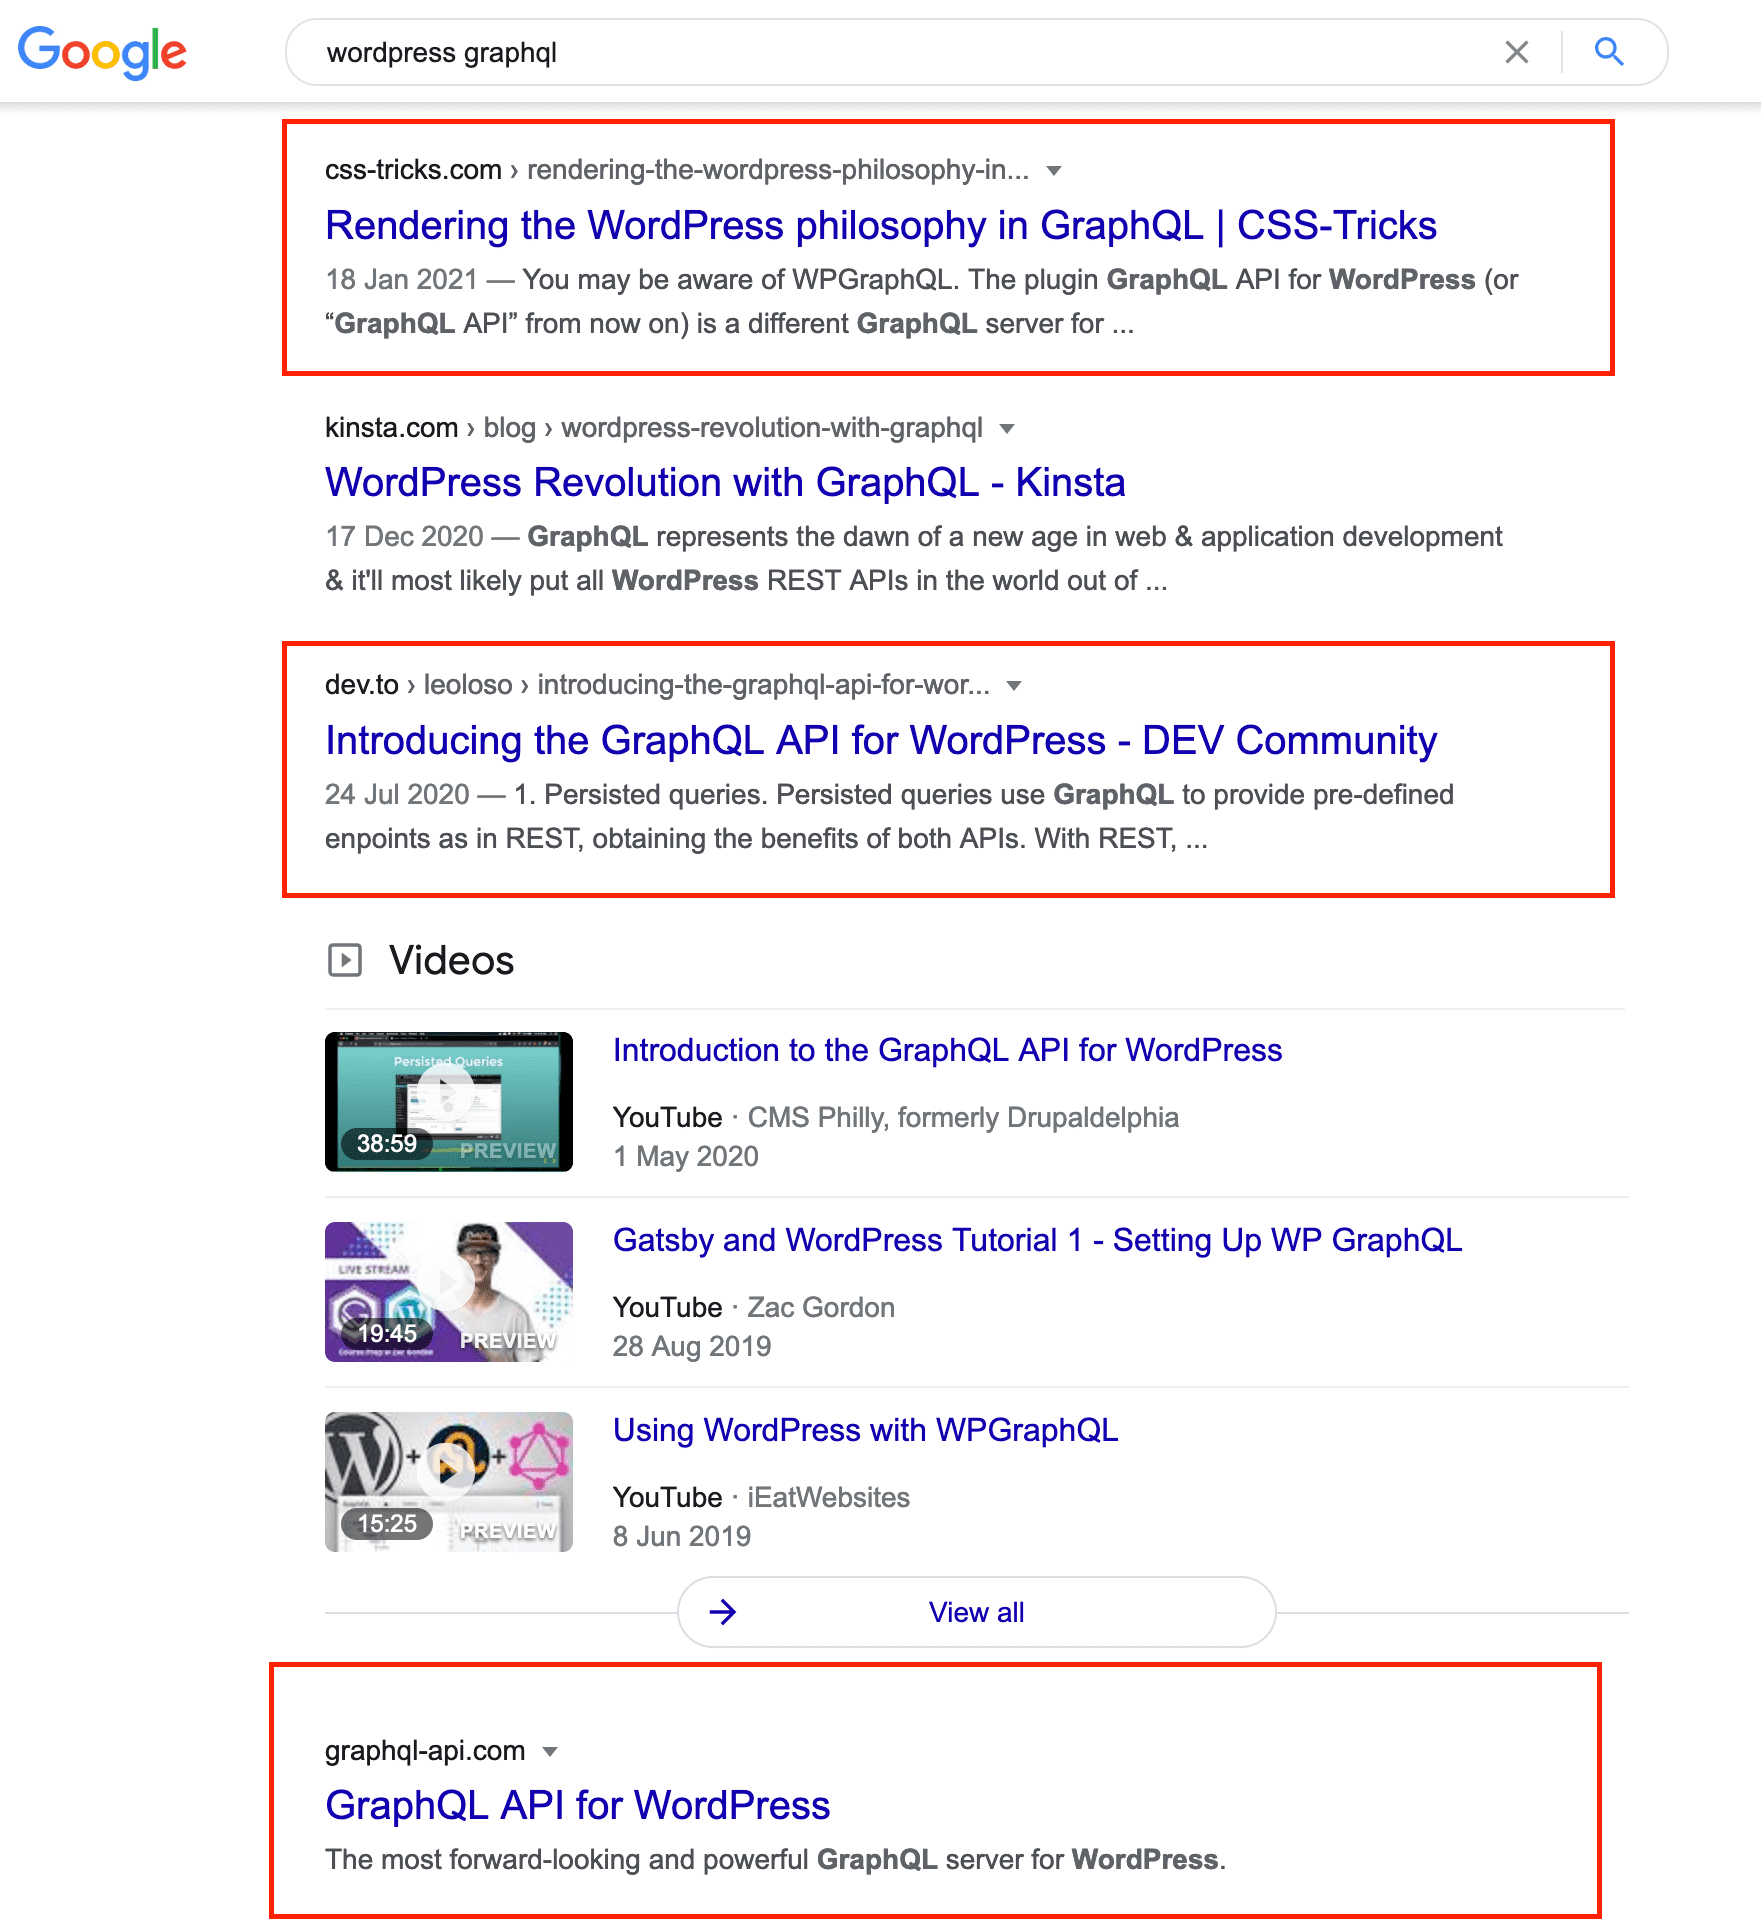 Google
wordpress graphql
css-tricks.com › rendering-the-wordpress-philosophy-in...
Rendering the WordPress philosophy in GraphQL | CSS-Tricks
18 Jan 2021 — You may be aware of WPGraphQL. The plugin GraphQL API for WordPress (or
“GraphQL API” from now on) is a different GraphQL server for ...
kinsta.com › blog › wordpress-revolution-with-graphql
WordPress Revolution with GraphQL - Kinsta
17 Dec 2020 — GraphQL represents the dawn of a new age in web & application development
& it'll most likely put all WordPress REST APIs in the world out of ...
dev.to › leoloso › introducing-the-graphql-api-for-wor...
Introducing the GraphQL API for WordPress - DEV Community
24 Jul 2020 — 1. Persisted queries. Persisted queries use GraphQL to provide pre-defined
enpoints as in REST, obtaining the benefits of both APIs. With REST, ...
Videos
Persisted Queries
38:59
PREVIEW
Introduction to the GraphQL API for WordPress
YouTube · CMS Philly, formerly Drupaldelphia
1 May 2020
LIVE STREAM
19:45
PREVIEW
Gatsby and WordPress Tutorial 1 - Setting Up WP GraphQL
YouTube · Zac Gordon
28 Aug 2019
15:25
PREVIEW
Using WordPress with WPGraphQL
YouTube · iEatWebsites
8 Jun 2019
View all
graphql-api.com
GraphQL API for WordPress
The most forward-looking and powerful GraphQL server for WordPress.